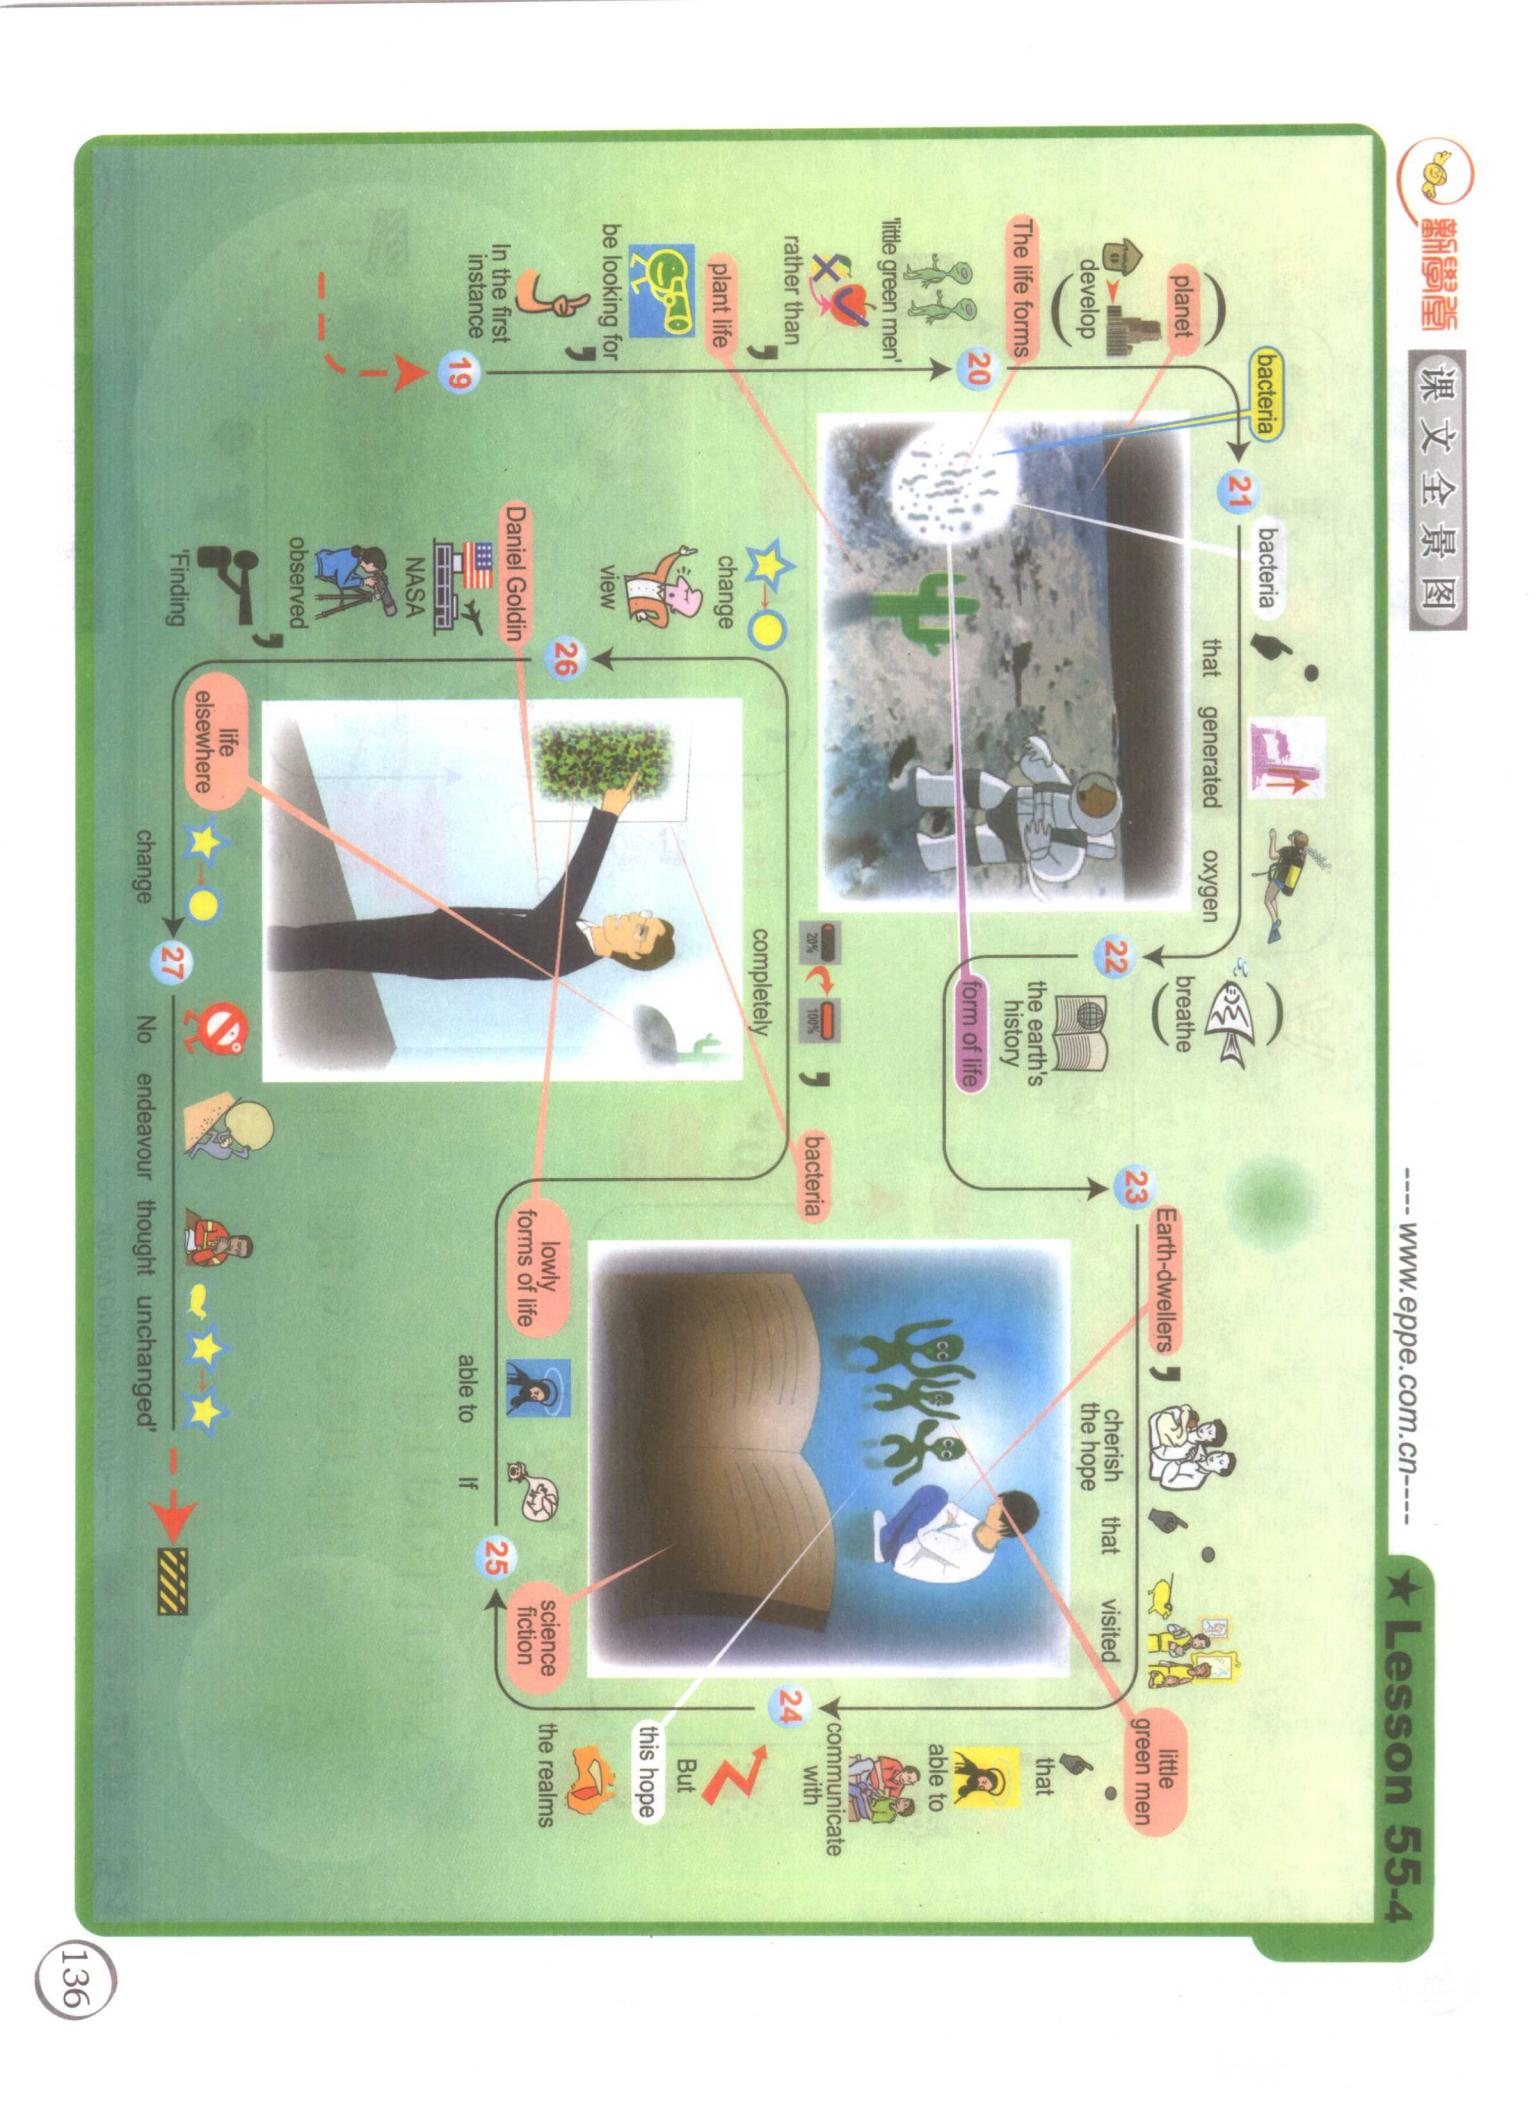 新學堂
课文全景图
---- www.eppe.com.cn----
★ Lesson 55-4
In the first
instance
,
be looking for
plant life
,
rather than
'little green men'
19
20
The life forms
(
develop
planet
)
bacteria
21
bacteria
that generated oxygen
22
(
breathe
)
the earth's
history
form of life
23
Earth-dwellers
,
cherish
the hope
that
visited
little
green men
that
able to
communicate
with
24
But
this hope
the realms
science
fiction
25
If
able to
lowly
forms of life
bacteria
,
20%
100%
completely
change
view
26
Daniel Goldin
NASA
observed
,
'Finding
life
elsewhere
change
27
No endeavour thought unchanged'
136